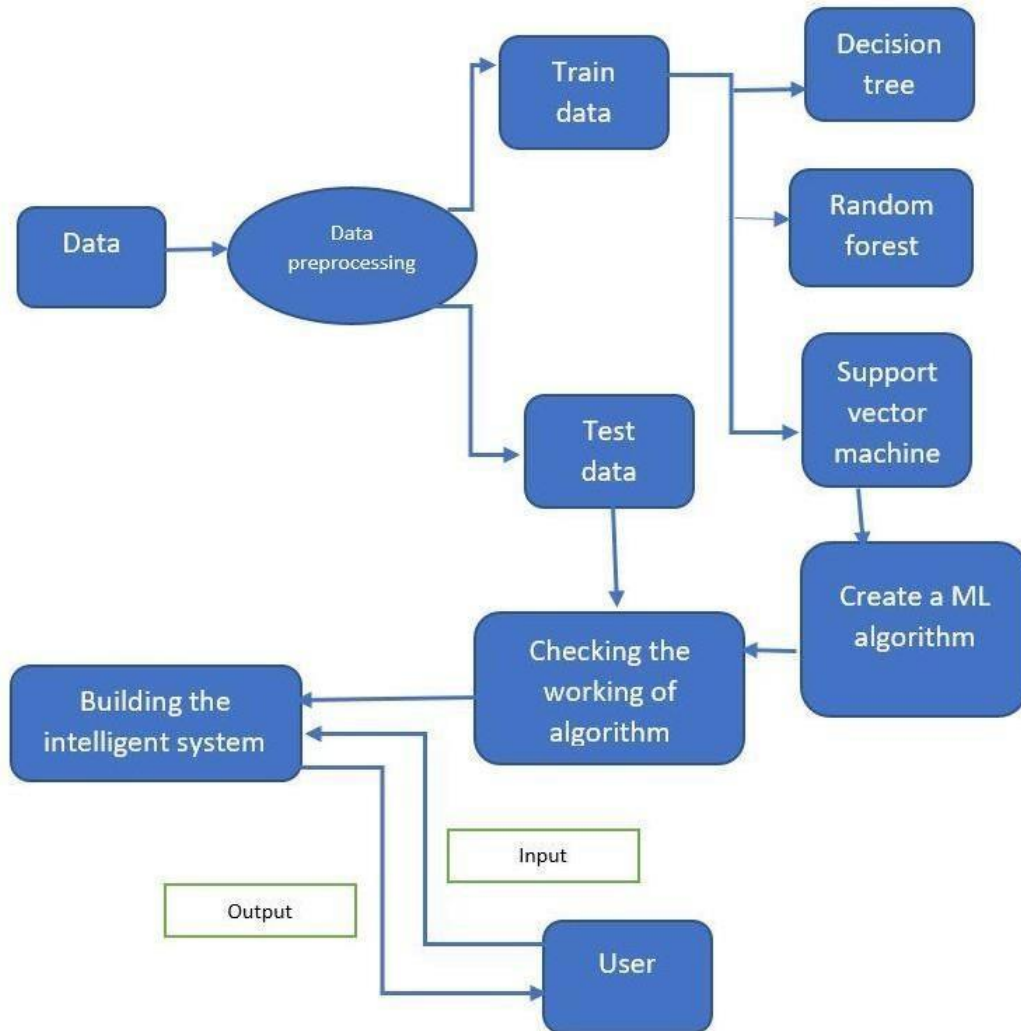 Decision
tree
Train
data
Random
forest
Data
Data
preprocessing
Support
vector
machine
Test
data
Create a ML
algorithm
Checking the
working of
algorithm
Building the
intelligent system
Input
Output
User